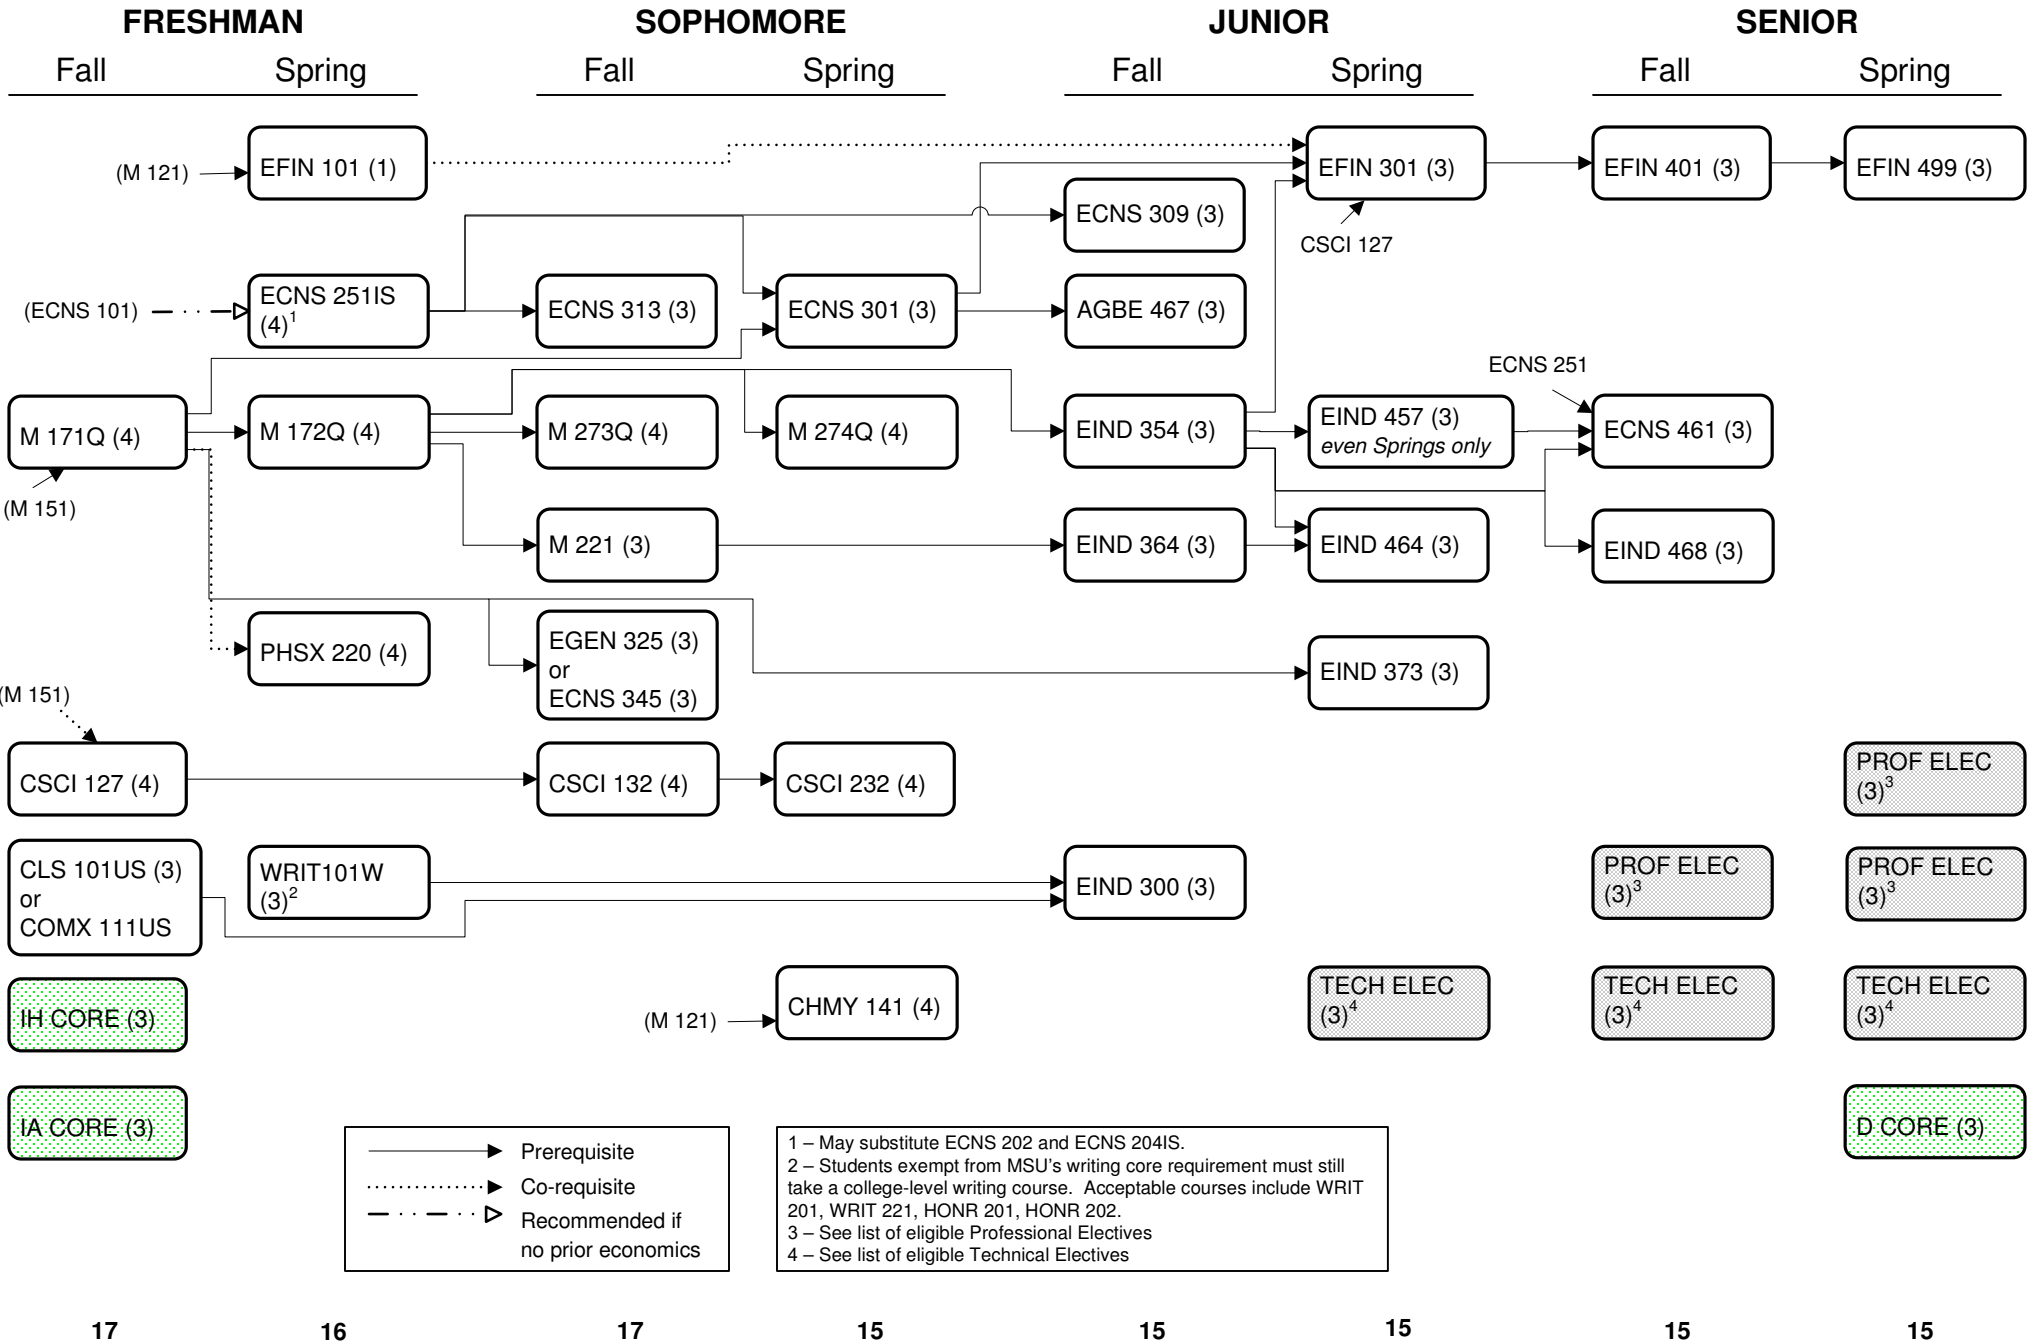 FRESHMAN
SOPHOMORE
JUNIOR
SENIOR
Fall
Spring
Fall
Spring
Fall
Spring
Fall
Spring
(M 121)
EFIN 101 (1)
EFIN 301 (3)
EFIN 401 (3)
EFIN 499 (3)
ECNS 309 (3)
CSCI 127
(ECNS 101)
ECNS 251IS
(4)1
ECNS 313 (3)
ECNS 301 (3)
AGBE 467 (3)
ECNS 251
M 171Q (4)
M 172Q (4)
M 273Q (4)
M 274Q (4)
EIND 354 (3)
EIND 457 (3)
even Springs only
ECNS 461 (3)
(M 151)
M 221 (3)
EIND 364 (3)
EIND 464 (3)
EIND 468 (3)
PHSX 220 (4)
EGEN 325 (3)
or
ECNS 345 (3)
EIND 373 (3)
(M 151)
CSCI 127 (4)
CSCI 132 (4)
CSCI 232 (4)
PROF ELEC
(3)3
CLS 101US (3)
or
COMX 111US
WRIT101W
(3)2
EIND 300 (3)
PROF ELEC
(3)3
PROF ELEC
(3)3
IH CORE (3)
(M 121)
CHMY 141 (4)
TECH ELEC
(3)4
TECH ELEC
(3)4
TECH ELEC
(3)4
IA CORE (3)
D CORE (3)
Prerequisite
Co-requisite
Recommended if
no prior economics
1 – May substitute ECNS 202 and ECNS 204IS.
2 – Students exempt from MSU's writing core requirement must still
take a college-level writing course.  Acceptable courses include WRIT
201, WRIT 221, HONR 201, HONR 202.
3 – See list of eligible Professional Electives
4 – See list of eligible Technical Electives
17
16
17
15
15
15
15
15